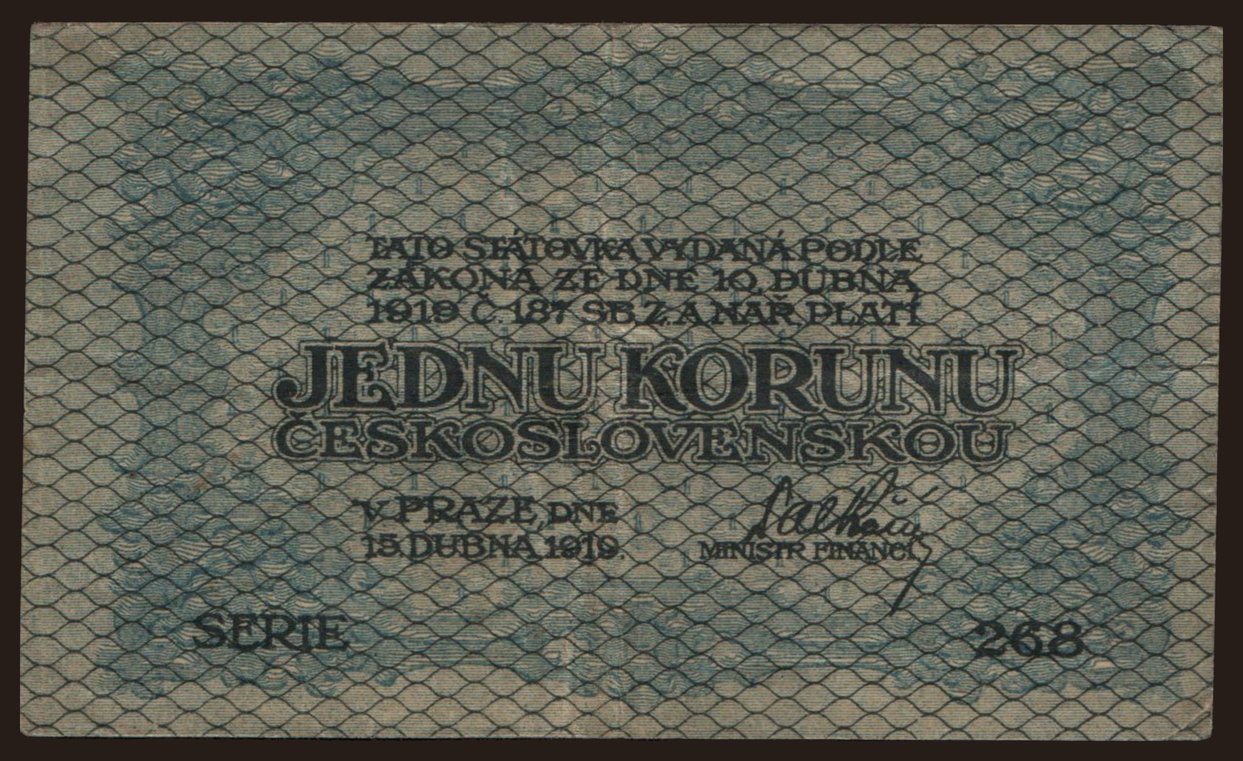 TATO STÁTOVKA VYDANÁ PODLE
ZÁKONA ZE DNE 10. DUBNA
1919 Č. 187 SB. Z. A NAŘ. PLATÍ
JEDNU KORUNU
ČESKOSLOVENSKOU
V PRAZE, DNE
15. DUBNA 1919.
MINISTR FINANCÍ
SERIE 268